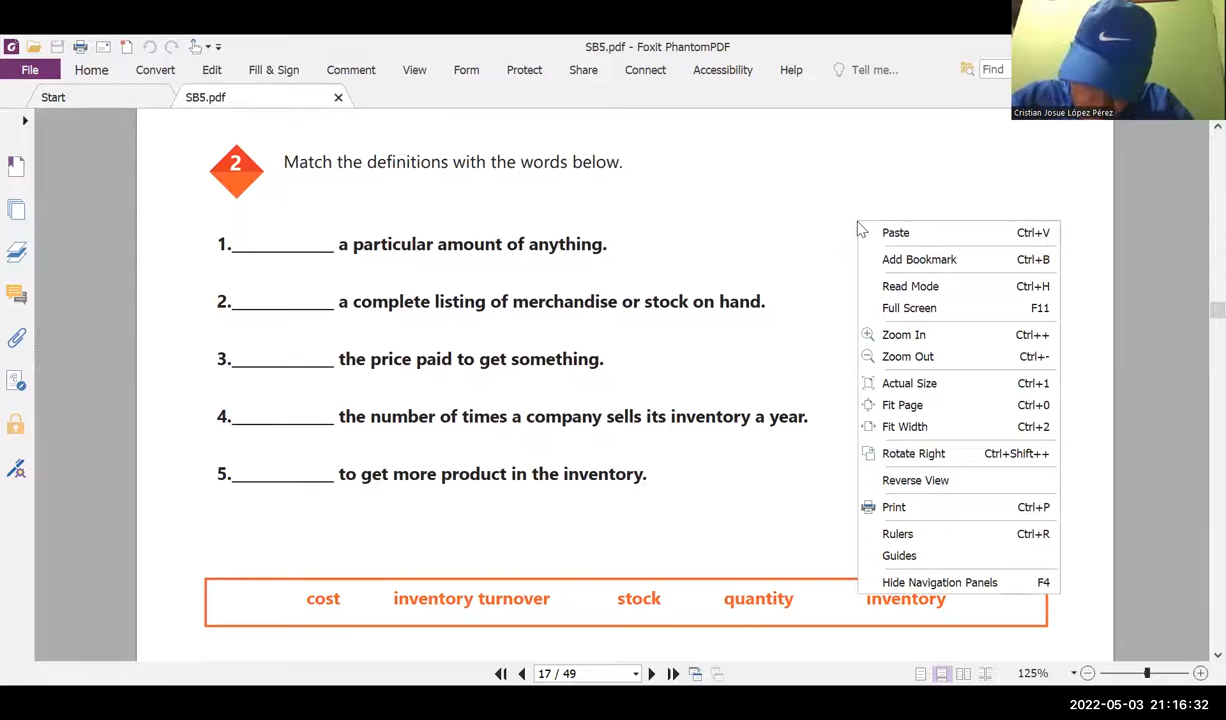 SB5.pdf - Foxit PhantomPDF
File Home Convert Edit Fill & Sign Comment View Form Protect Share Connect Accessibility Help Tell me... Find
Start SB5.pdf
Cristian Josue López Pérez
2 Match the definitions with the words below.
1.__________ a particular amount of anything.
2.__________ a complete listing of merchandise or stock on hand.
3.__________ the price paid to get something.
4.__________ the number of times a company sells its inventory a year.
5.__________ to get more product in the inventory.
cost inventory turnover stock quantity inventory
Paste Ctrl+V
Add Bookmark Ctrl+B
Read Mode Ctrl+H
Full Screen F11
Zoom In Ctrl++
Zoom Out Ctrl+-
Actual Size Ctrl+1
Fit Page Ctrl+0
Fit Width Ctrl+2
Rotate Right Ctrl+Shift++
Reverse View
Print Ctrl+P
Rulers Ctrl+R
Guides
Hide Navigation Panels F4
17 / 49 125%
2022-05-03 21:16:32